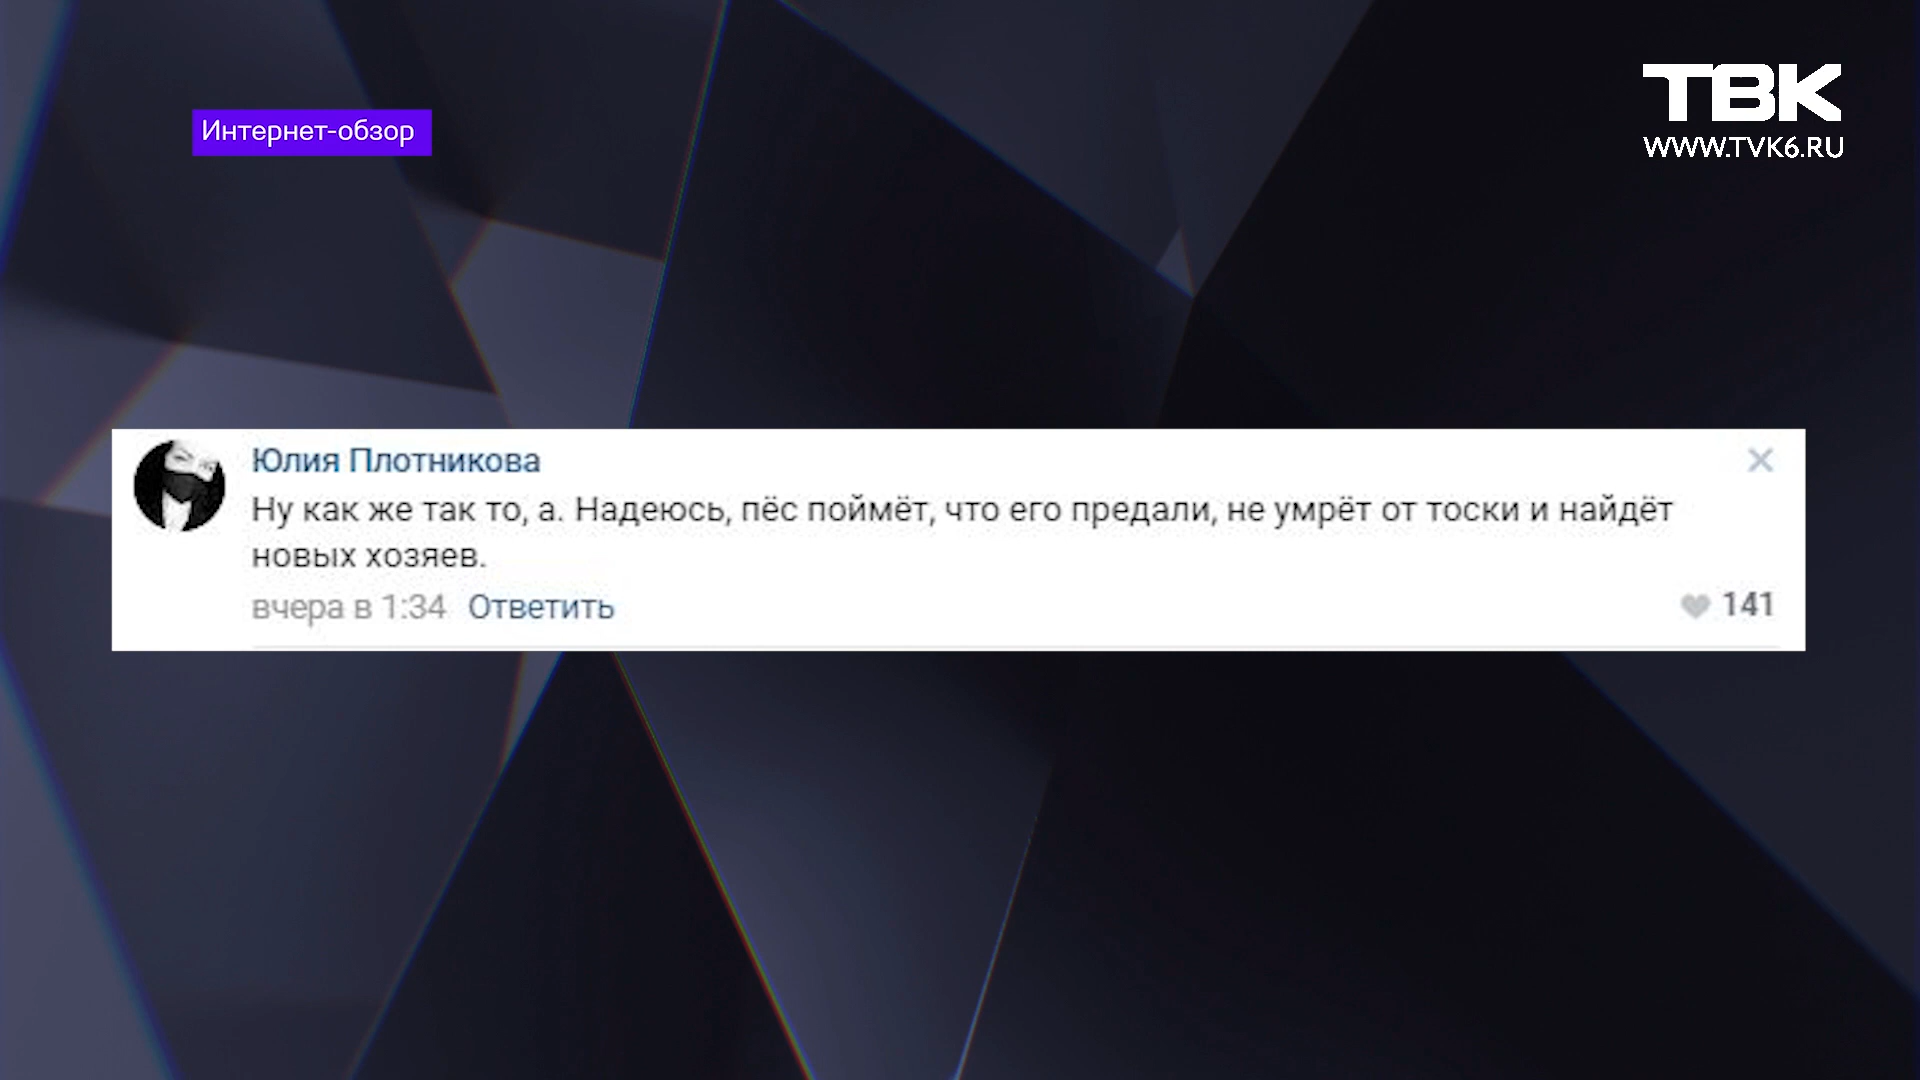 ТВК
Интернет-обзор
WWW.TVK6.RU
Юлия Плотникова
Ну как же так то, а. Надеюсь, пёс поймёт, что его предали, не умрёт от тоски и найдёт
новых хозяев.
вчера в 1:34 Ответить
141